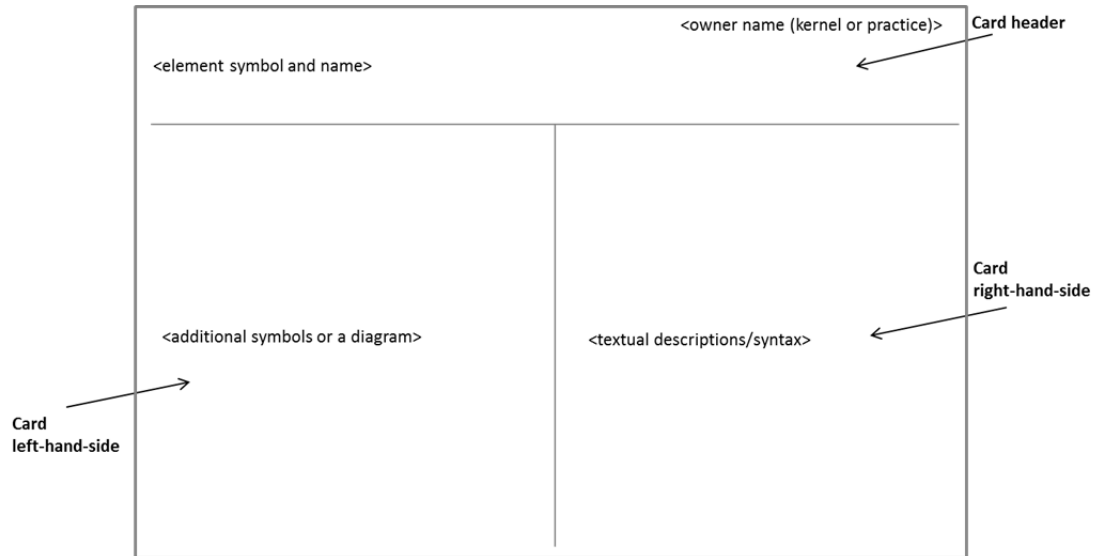 <owner name (kernel or practice)>
Card header
<element symbol and name>
Card
right-hand-side
<additional symbols or a diagram>
<textual descriptions/syntax>
Card
left-hand-side